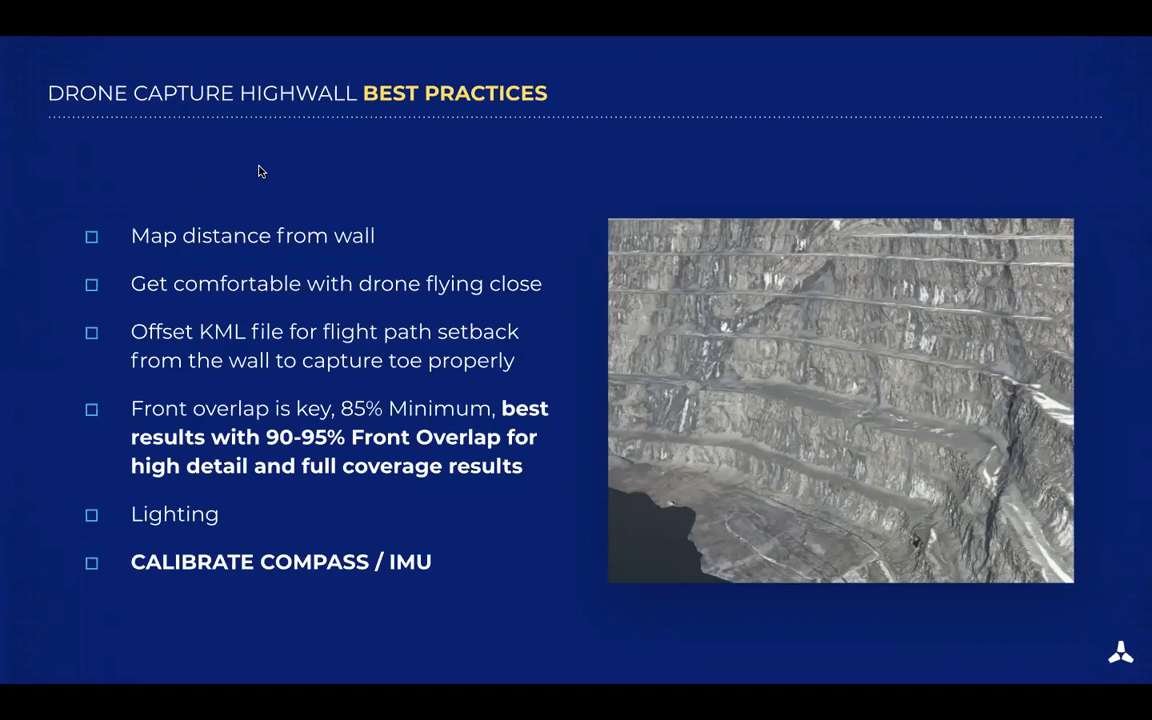 DRONE CAPTURE HIGHWALL BEST PRACTICES
Map distance from wall
Get comfortable with drone flying close
Offset KML file for flight path setback
from the wall to capture toe properly
Front overlap is key, 85% Minimum, best
results with 90-95% Front Overlap for
high detail and full coverage results
Lighting
CALIBRATE COMPASS / IMU